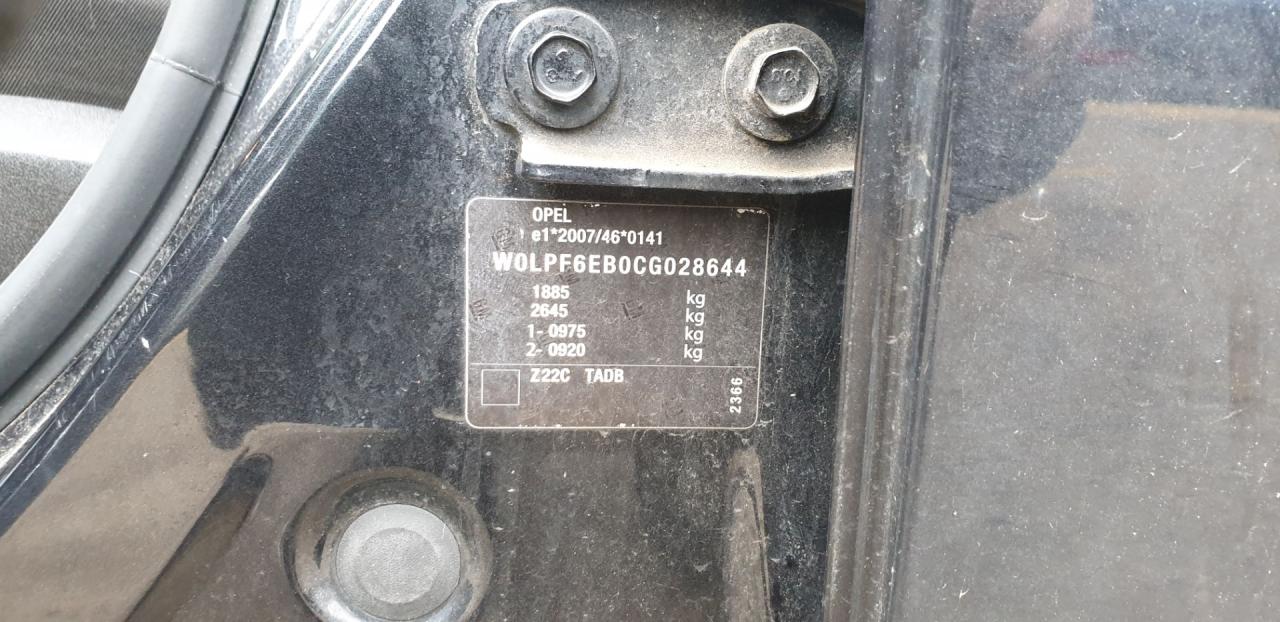 OPEL
e1*2007/46*0141
W0LPF6EB0CG028644
1885 kg
2645 kg
1- 0975 kg
2- 0920 kg
Z22C TADB
2366